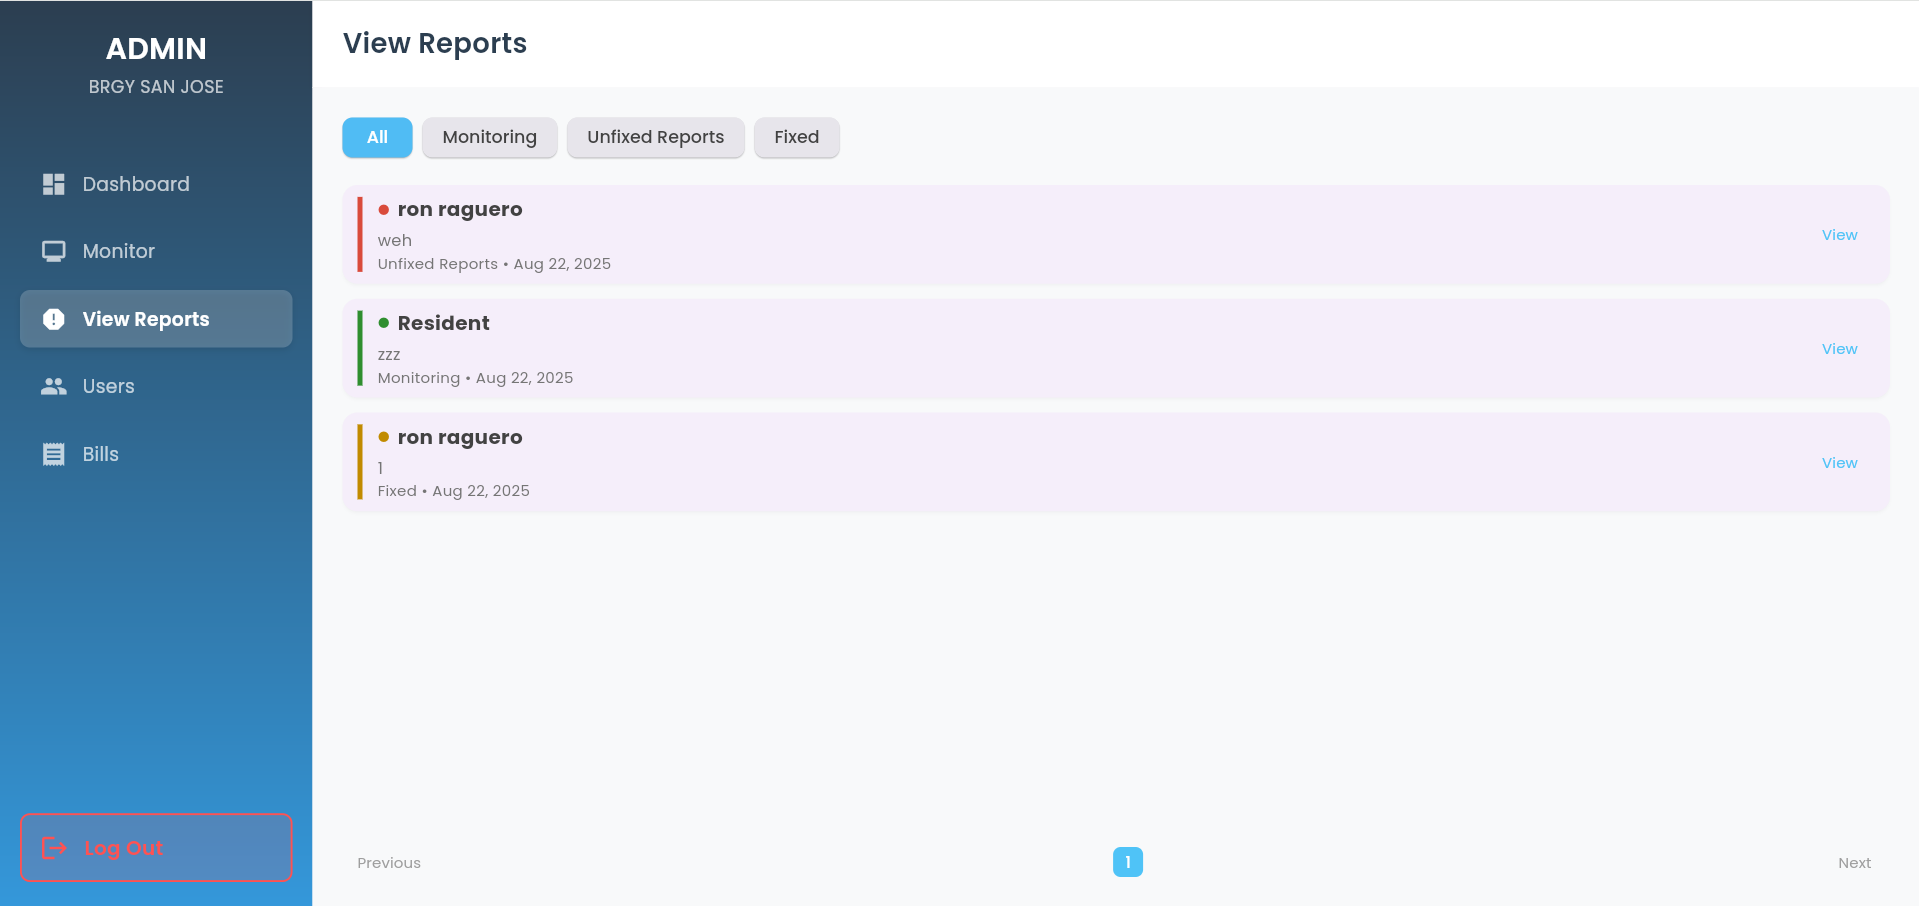 ADMIN
BRGY SAN JOSE
Dashboard
Monitor
View Reports
Users
Bills
Log Out
View Reports
All
Monitoring
Unfixed Reports
Fixed
ron raguero
weh
Unfixed Reports • Aug 22, 2025
View
Resident
zzz
Monitoring • Aug 22, 2025
View
ron raguero
1
Fixed • Aug 22, 2025
View
Previous
1
Next